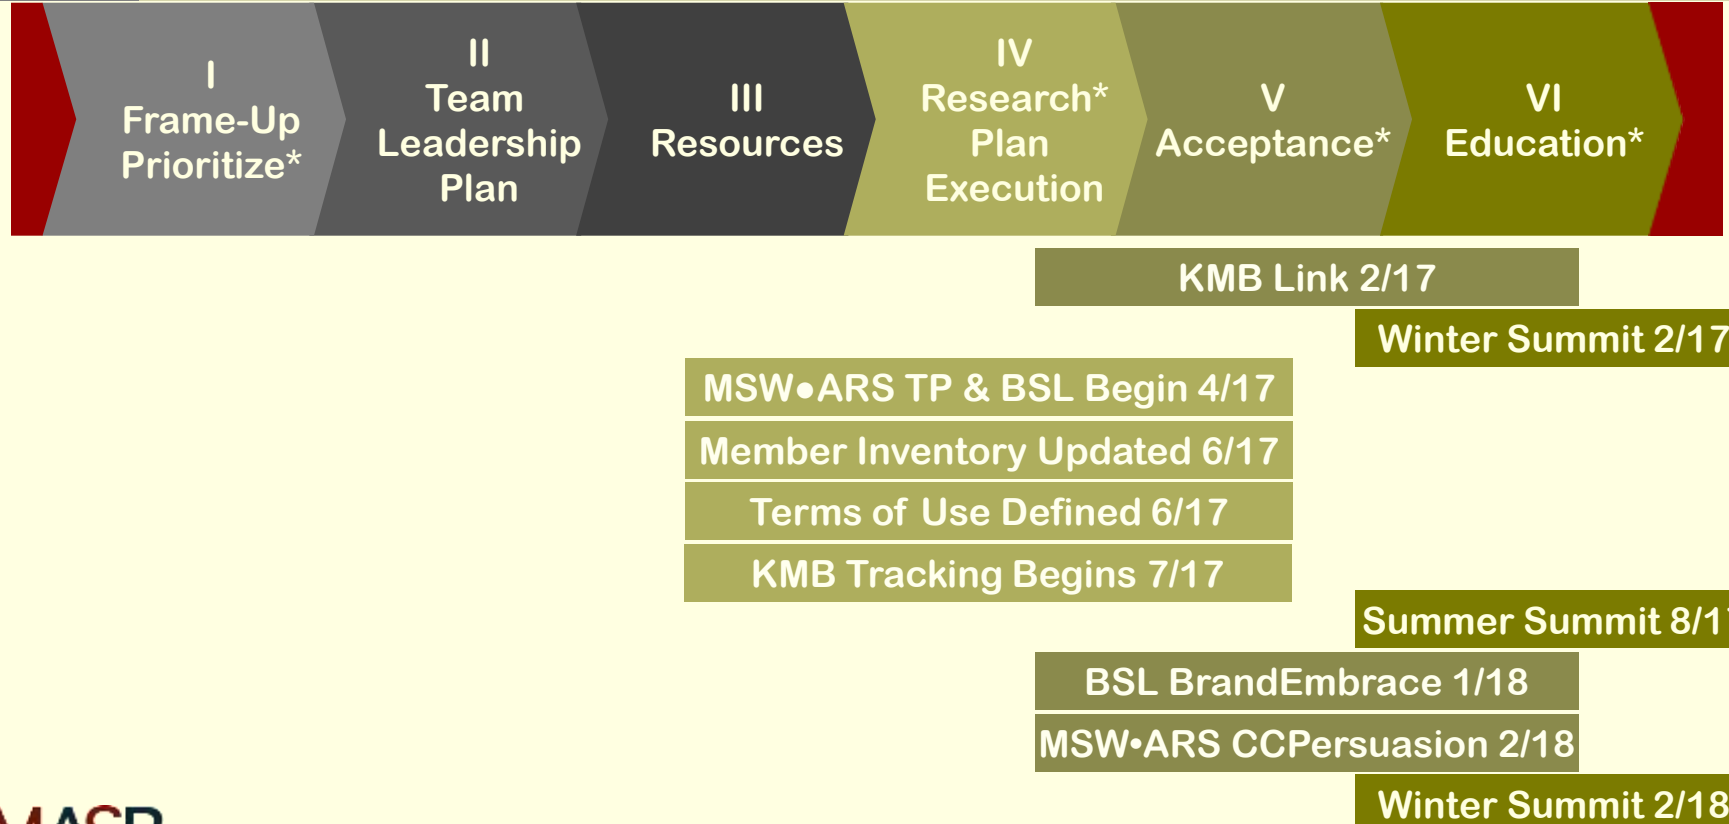 I
Frame-Up
Prioritize*
II
Team
Leadership
Plan
III
Resources
IV
Research*
Plan
Execution
V
Acceptance*
VI
Education*
KMB Link 2/17
Winter Summit 2/17
MSW●ARS TP & BSL Begin 4/17
Member Inventory Updated 6/17
Terms of Use Defined 6/17
KMB Tracking Begins 7/17
Summer Summit
BSL BrandEmbrace 1/18
MSW•ARS CCPersuasion 2/18
Winter Summit 2/18